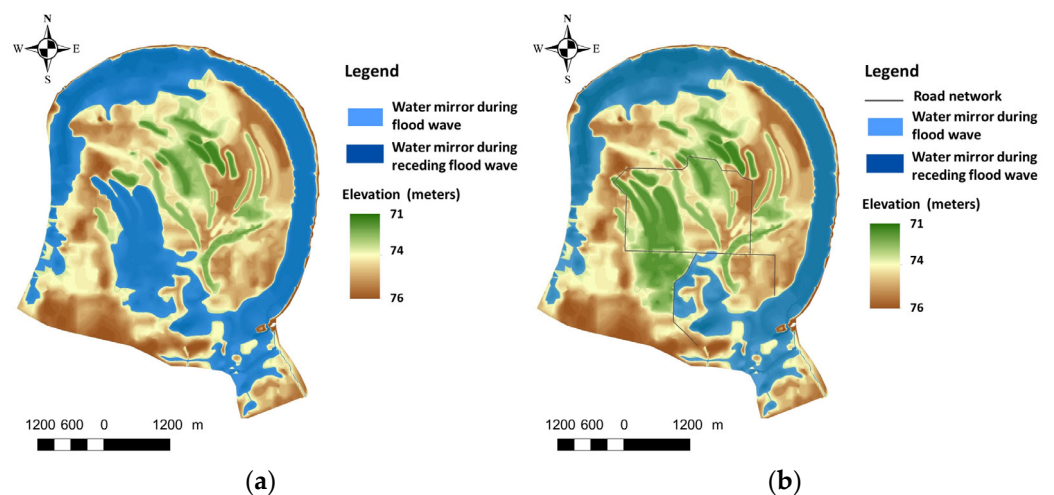 N
W E
S
Legend
Water mirror during
flood wave
Water mirror during
receding flood wave
Elevation (meters)
71
74
76
1200 600 0 1200 m
(a)
N
W E
S
Legend
Road network
Water mirror during
flood wave
Water mirror during
receding flood wave
Elevation (meters)
71
74
76
1200 600 0 1200 m
(b)